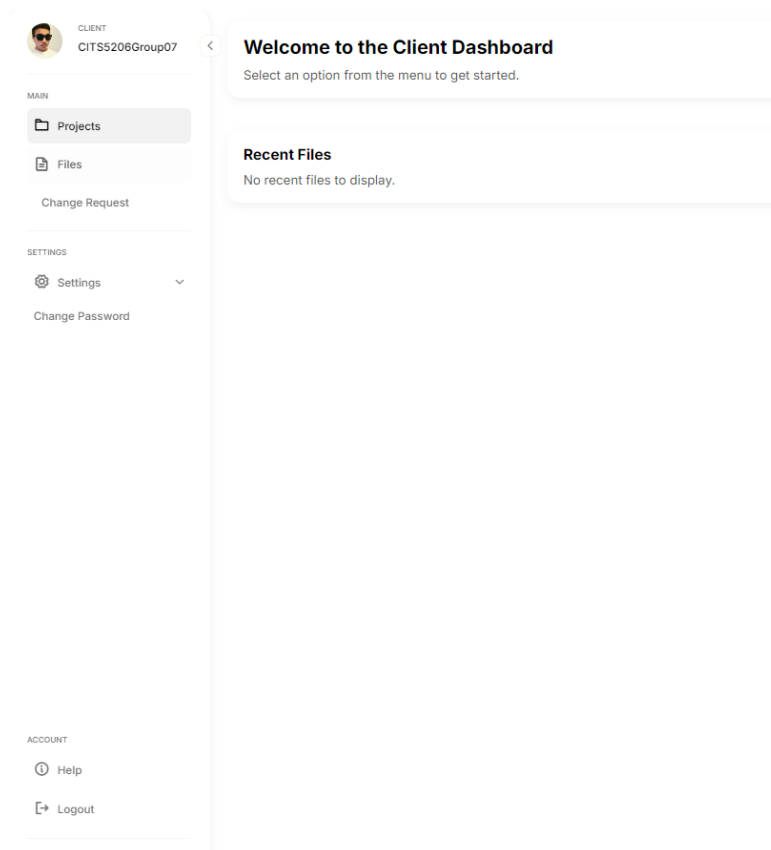 CLIENT
CITS5206Group07
MAIN
Projects
Files
Change Request
SETTINGS
Settings
Change Password
ACCOUNT
Help
Logout
Welcome to the Client Dashboard
Select an option from the menu to get started.
Recent Files
No recent files to display.